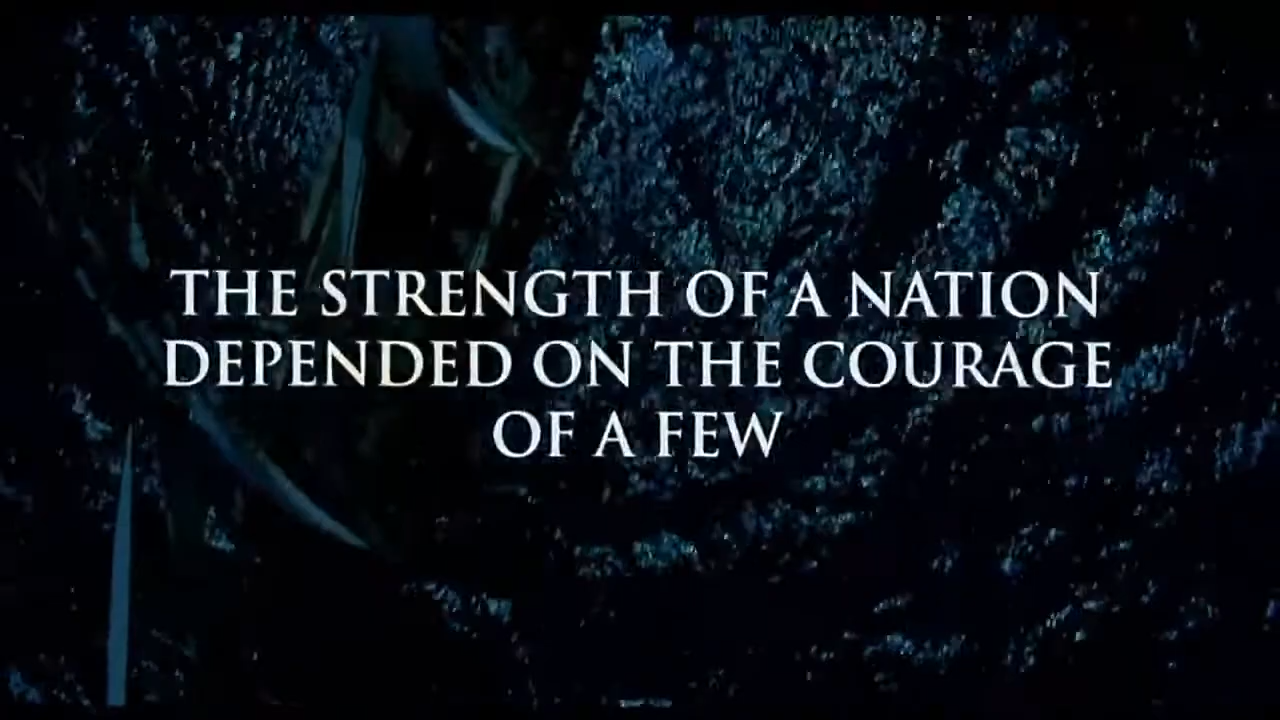 THE STRENGTH OF A NATION
DEPENDED ON THE COURAGE
OF A FEW